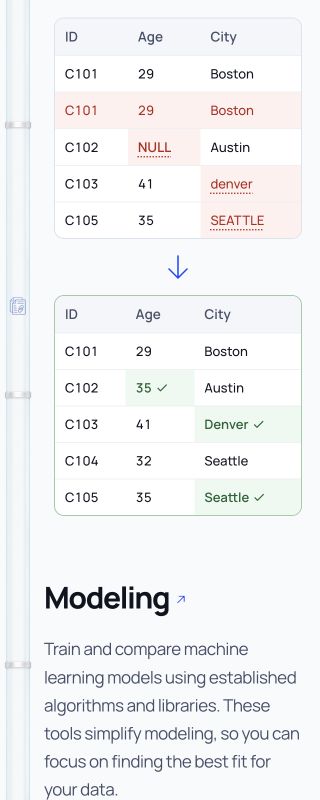 ID Age City
C101 29 Boston
C101 29 Boston
C102 NULL Austin
C103 41 denver
C105 35 SEATTLE
ID Age City
C101 29 Boston
C102 35 ✓ Austin
C103 41 Denver ✓
C104 32 Seattle
C105 35 Seattle ✓
Modeling ↗
Train and compare machine
learning models using established
algorithms and libraries. These
tools simplify modeling, so you can
focus on finding the best fit for
your data.